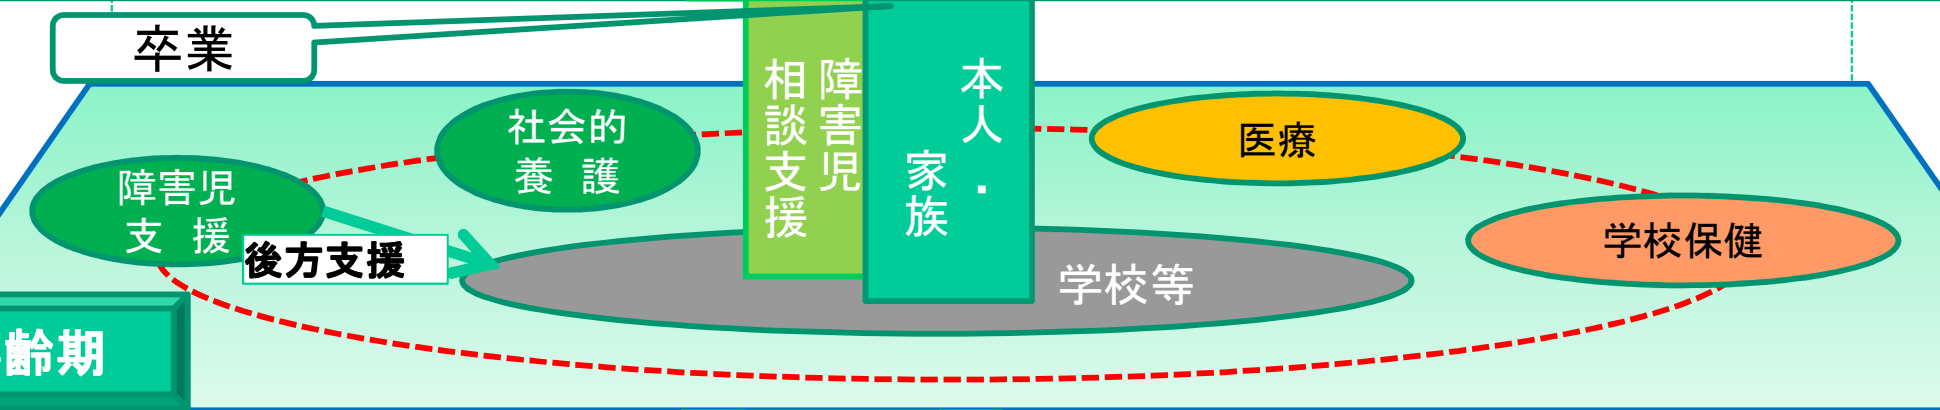 卒業
障害児
相談支援
本人・
家族
社会的
養 護
医療
障害児
支 援
後方支援
学校保健
学校等
齢期